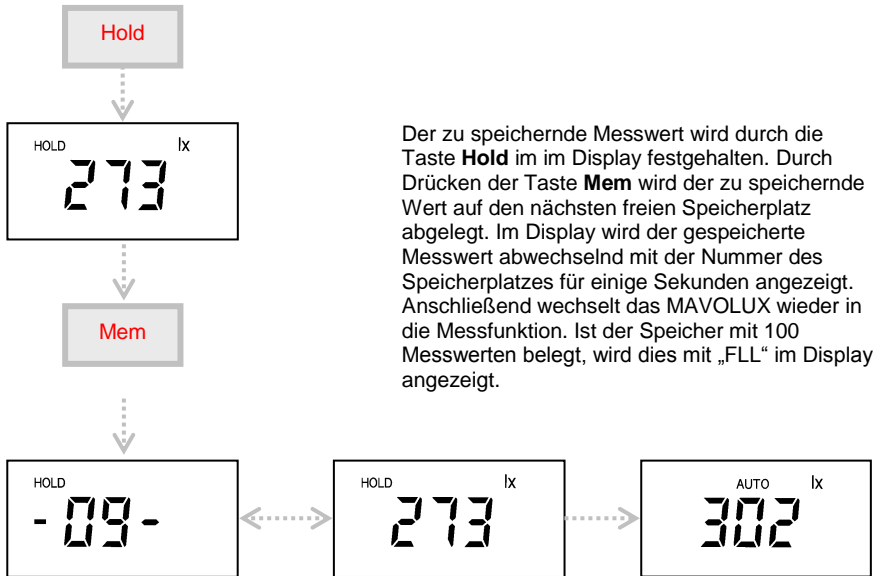 Hold
HOLD lx
273
Der zu speichernde Messwert wird durch die
Taste Hold im im Display festgehalten. Durch
Drücken der Taste Mem wird der zu speichernde
Wert auf den nächsten freien Speicherplatz
abgelegt. Im Display wird der gespeicherte
Messwert abwechselnd mit der Nummer des
Speicherplatzes für einige Sekunden angezeigt.
Anschließend wechselt das MAVOLUX wieder in
die Messfunktion. Ist der Speicher mit 100
Messwerten belegt, wird dies mit „FLL“ im Display
angezeigt.
Mem
HOLD
-09-
HOLD lx
273
AUTO lx
302